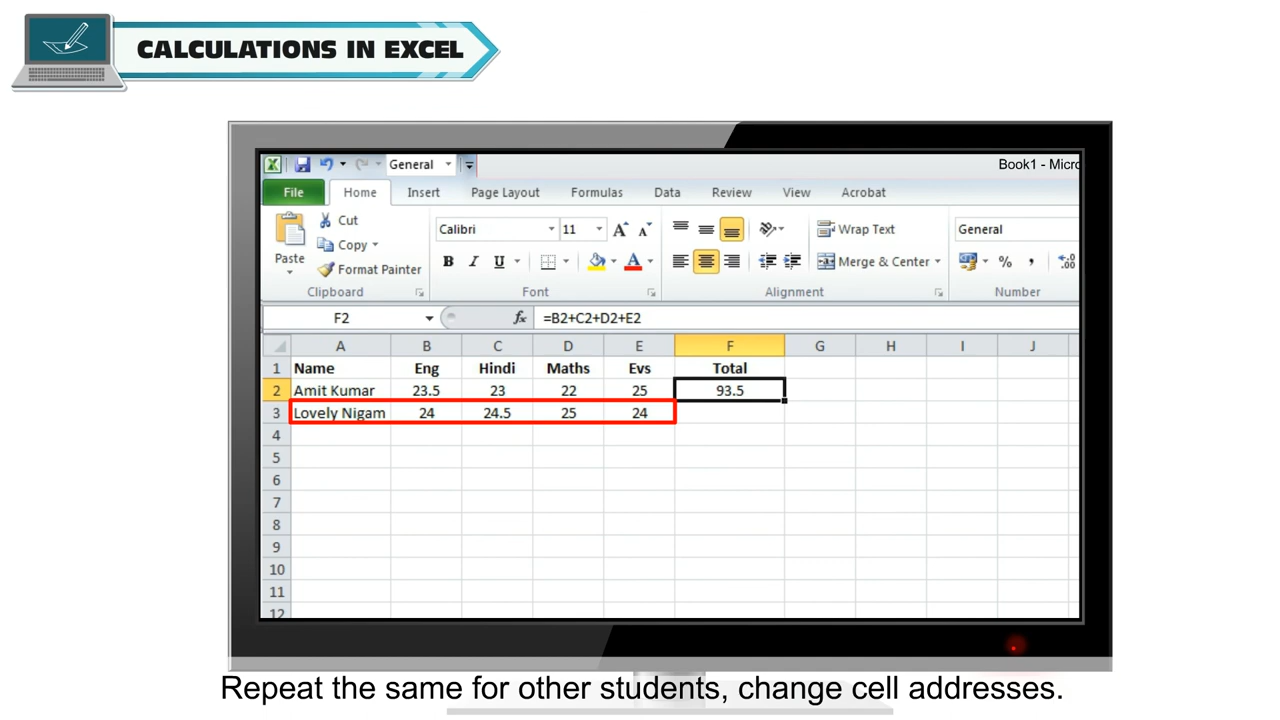 CALCULATIONS IN EXCEL
General
Book1 - Micro
File Home Insert Page Layout Formulas Data Review View Acrobat
Paste
Cut
Copy
Format Painter
Clipboard
Calibri 11 A A
B I U A
Font
Wrap Text
Merge & Center
Alignment
General
% , .00
Number
F2 fx =B2+C2+D2+E2
A B C D E F G H I J
1 Name Eng Hindi Maths Evs Total
2 Amit Kumar 23.5 23 22 25 93.5
3 Lovely Nigam 24 24.5 25 24
4
5
6
7
8
9
10
11
12
Repeat the same for other students, change cell addresses.